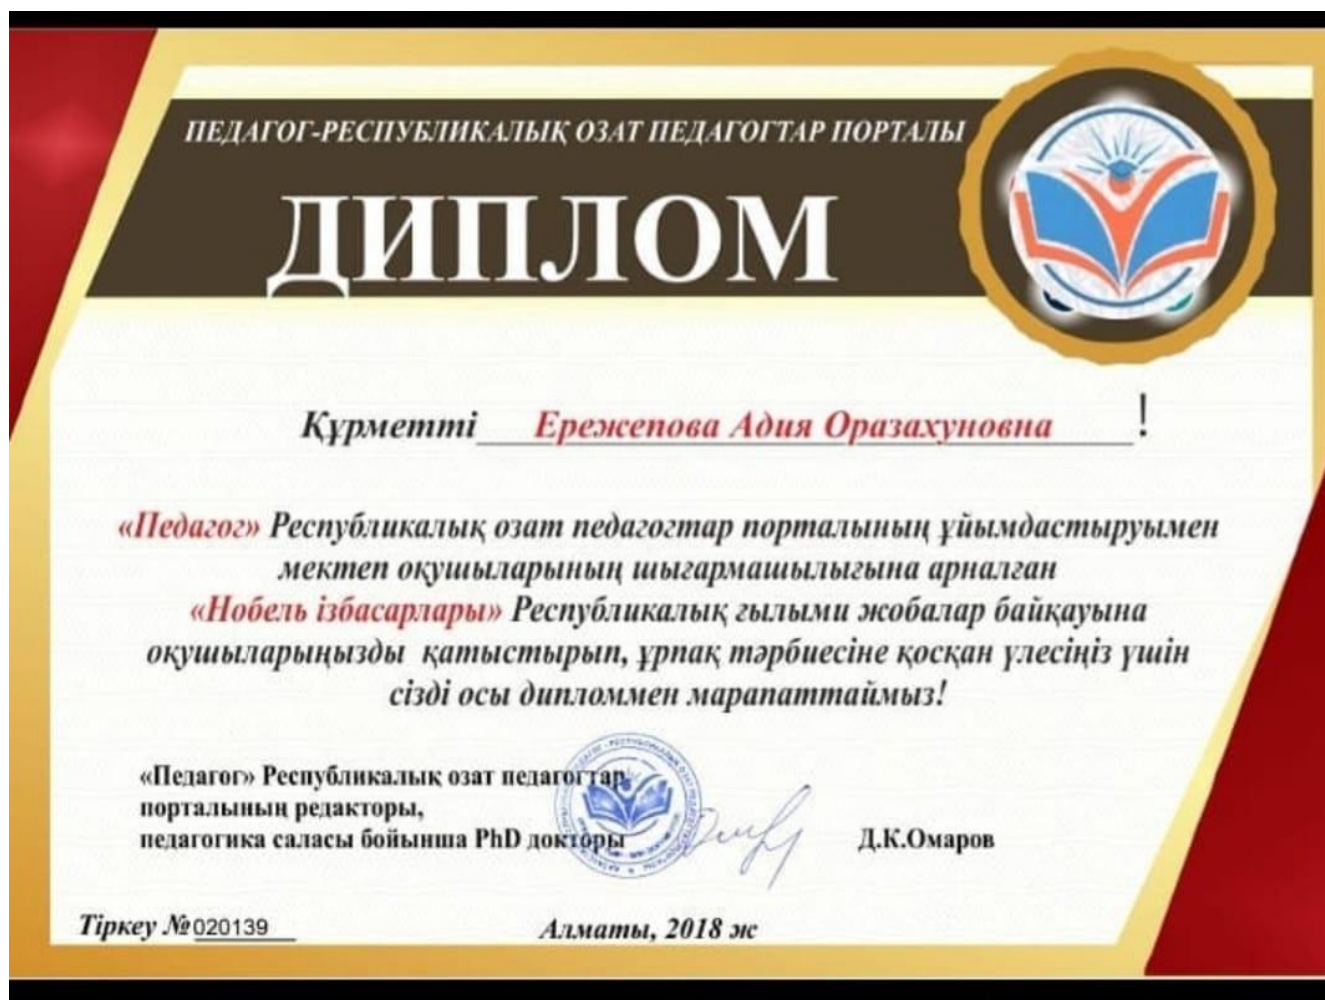 ПЕДАГОГ-РЕСПУБЛИКАЛЫҚ ОЗАТ ПЕДАГОГТАР ПОРТАЛЫ
ДИПЛОМ
Құрметті Ережепова Адия Оразахуновна !
«Педагог» Республикалық озат педагогтар порталының ұйымдастыруымен
мектеп оқушыларының шығармашылығына арналған
«Нобель ізбасарлары» Республикалық ғылыми жобалар байқауына
оқушыларыңызды қатыстырып, ұрпақ тәрбиесіне қосқан үлесіңіз үшін
сізді осы дипломмен марапаттаймыз!
«Педагог» Республикалық озат педагогтар
порталының редакторы,
педагогика саласы бойынша PhD докторы Д.К.Омаров
Тіркеу №020139 Алматы, 2018 ж